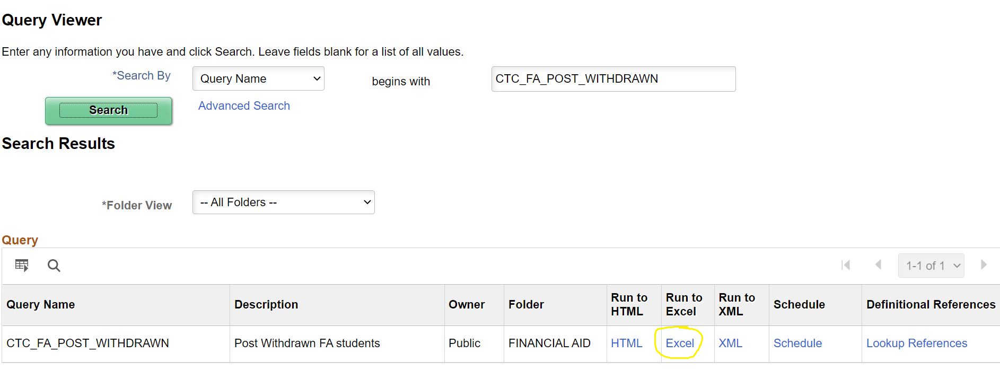 Query Viewer
Enter any information you have and click Search. Leave fields blank for a list of all values.
*Search By Query Name begins with CTC_FA_POST_WITHDRAWN
Search Advanced Search
Search Results
*Folder View -- All Folders --
Query
1-1 of 1
Query Name Description Owner Folder Run to HTML Run to Excel Run to XML Schedule Definitional References
CTC_FA_POST_WITHDRAWN Post Withdrawn FA students Public FINANCIAL AID HTML Excel XML Schedule Lookup References